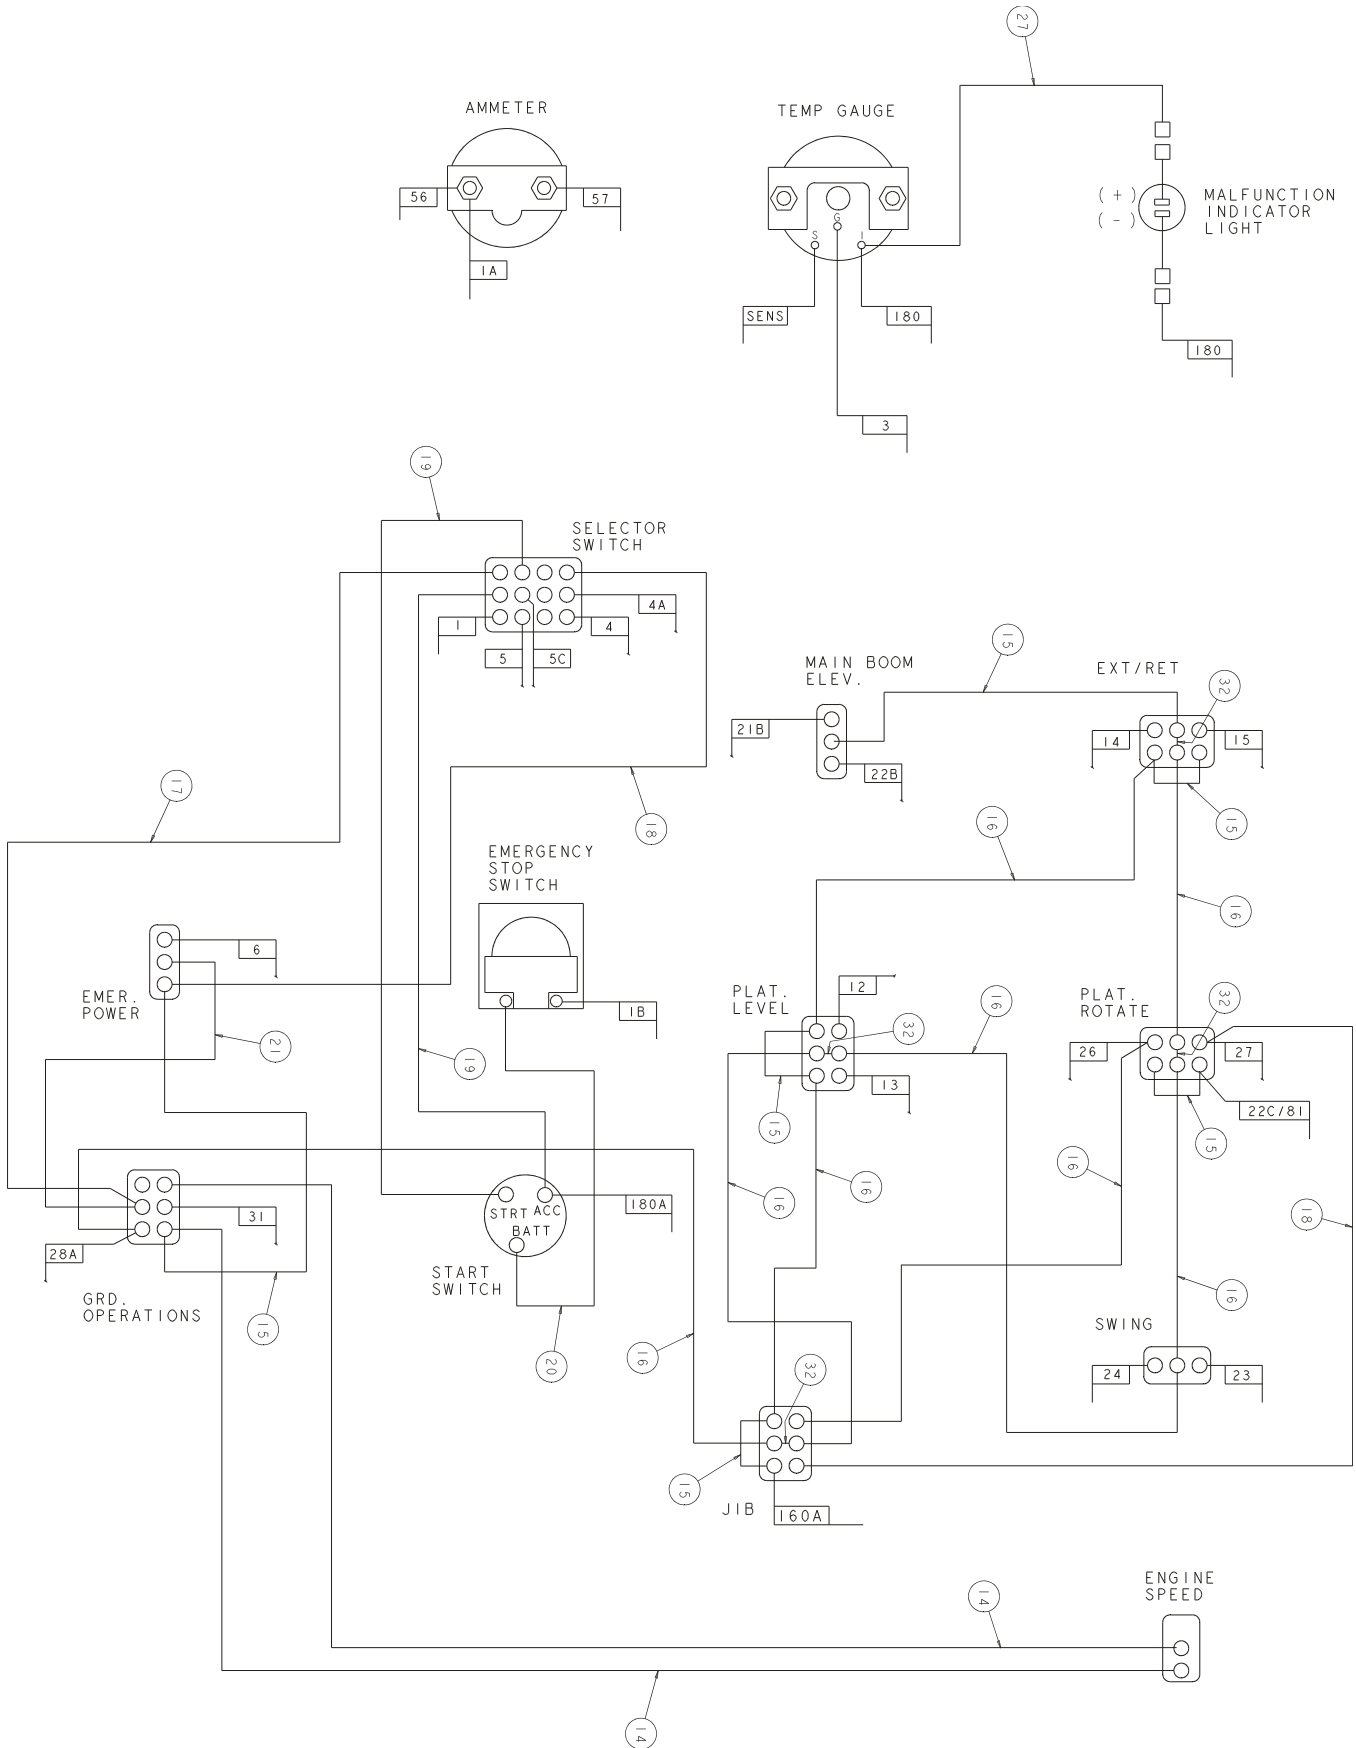 27
AMMETER
TEMP GAUGE
56
57
1A
G
S
I
( + )
( - )
MALFUNCTION
INDICATOR
LIGHT
SENS
180
180
3
19
SELECTOR
SWITCH
1
4A
4
5
5C
15
MAIN BOOM
ELEV.
EXT/RET
32
21B
22B
14
15
15
17
18
16
16
EMERGENCY
STOP
SWITCH
6
EMER.
POWER
1B
21
19
PLAT.
LEVEL
12
32
16
13
15
PLAT.
ROTATE
32
26
27
22C/81
15
16
16
16
18
31
28A
GRD.
OPERATIONS
15
STRT
ACC
BATT
180A
START
SWITCH
20
16
16
SWING
24
23
32
15
JIB
160A
ENGINE
SPEED
14
14